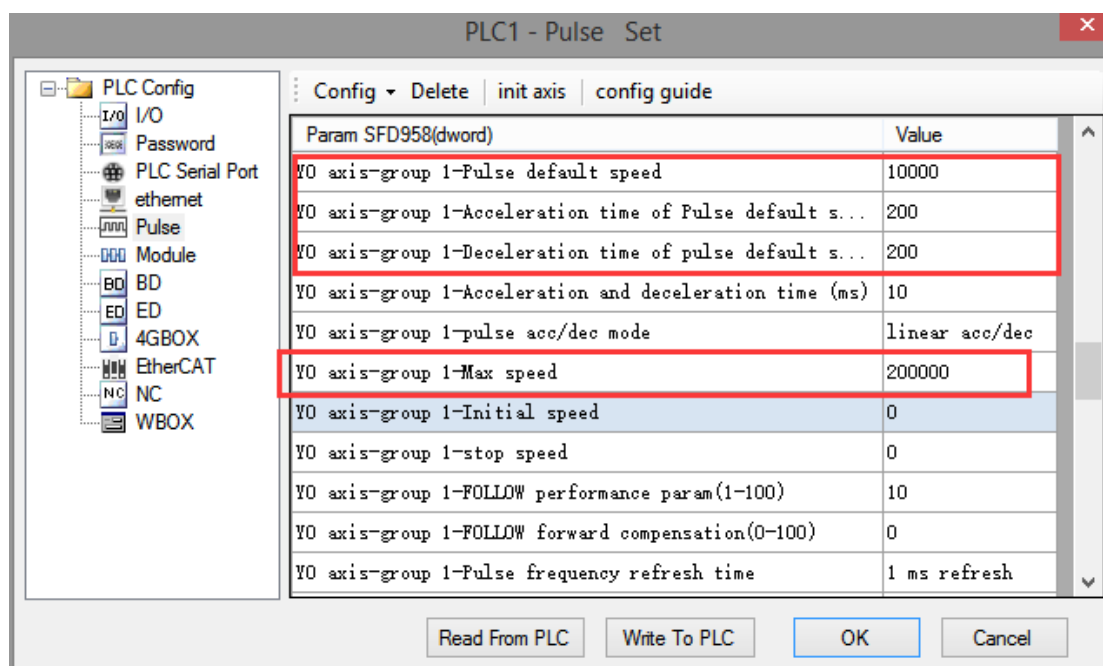 PLC1 - Pulse Set
PLC Config
I/O I/O
Password
PLC Serial Port
ethernet
Pulse
Module
BD BD
ED ED
4GBOX
EtherCAT
NC NC
WBOX
Config Delete init axis config guide
Param SFD958(dword) Value
Y0 axis-group 1-Pulse default speed 10000
Y0 axis-group 1-Acceleration time of Pulse default s... 200
Y0 axis-group 1-Deceleration time of pulse default s... 200
Y0 axis-group 1-Acceleration and deceleration time (ms) 10
Y0 axis-group 1-pulse acc/dec mode linear acc/dec
Y0 axis-group 1-Max speed 200000
Y0 axis-group 1-Initial speed 0
Y0 axis-group 1-stop speed 0
Y0 axis-group 1-FOLLOW performance param(1-100) 10
Y0 axis-group 1-FOLLOW forward compensation(0-100) 0
Y0 axis-group 1-Pulse frequency refresh time 1 ms refresh
Read From PLC Write To PLC OK Cancel